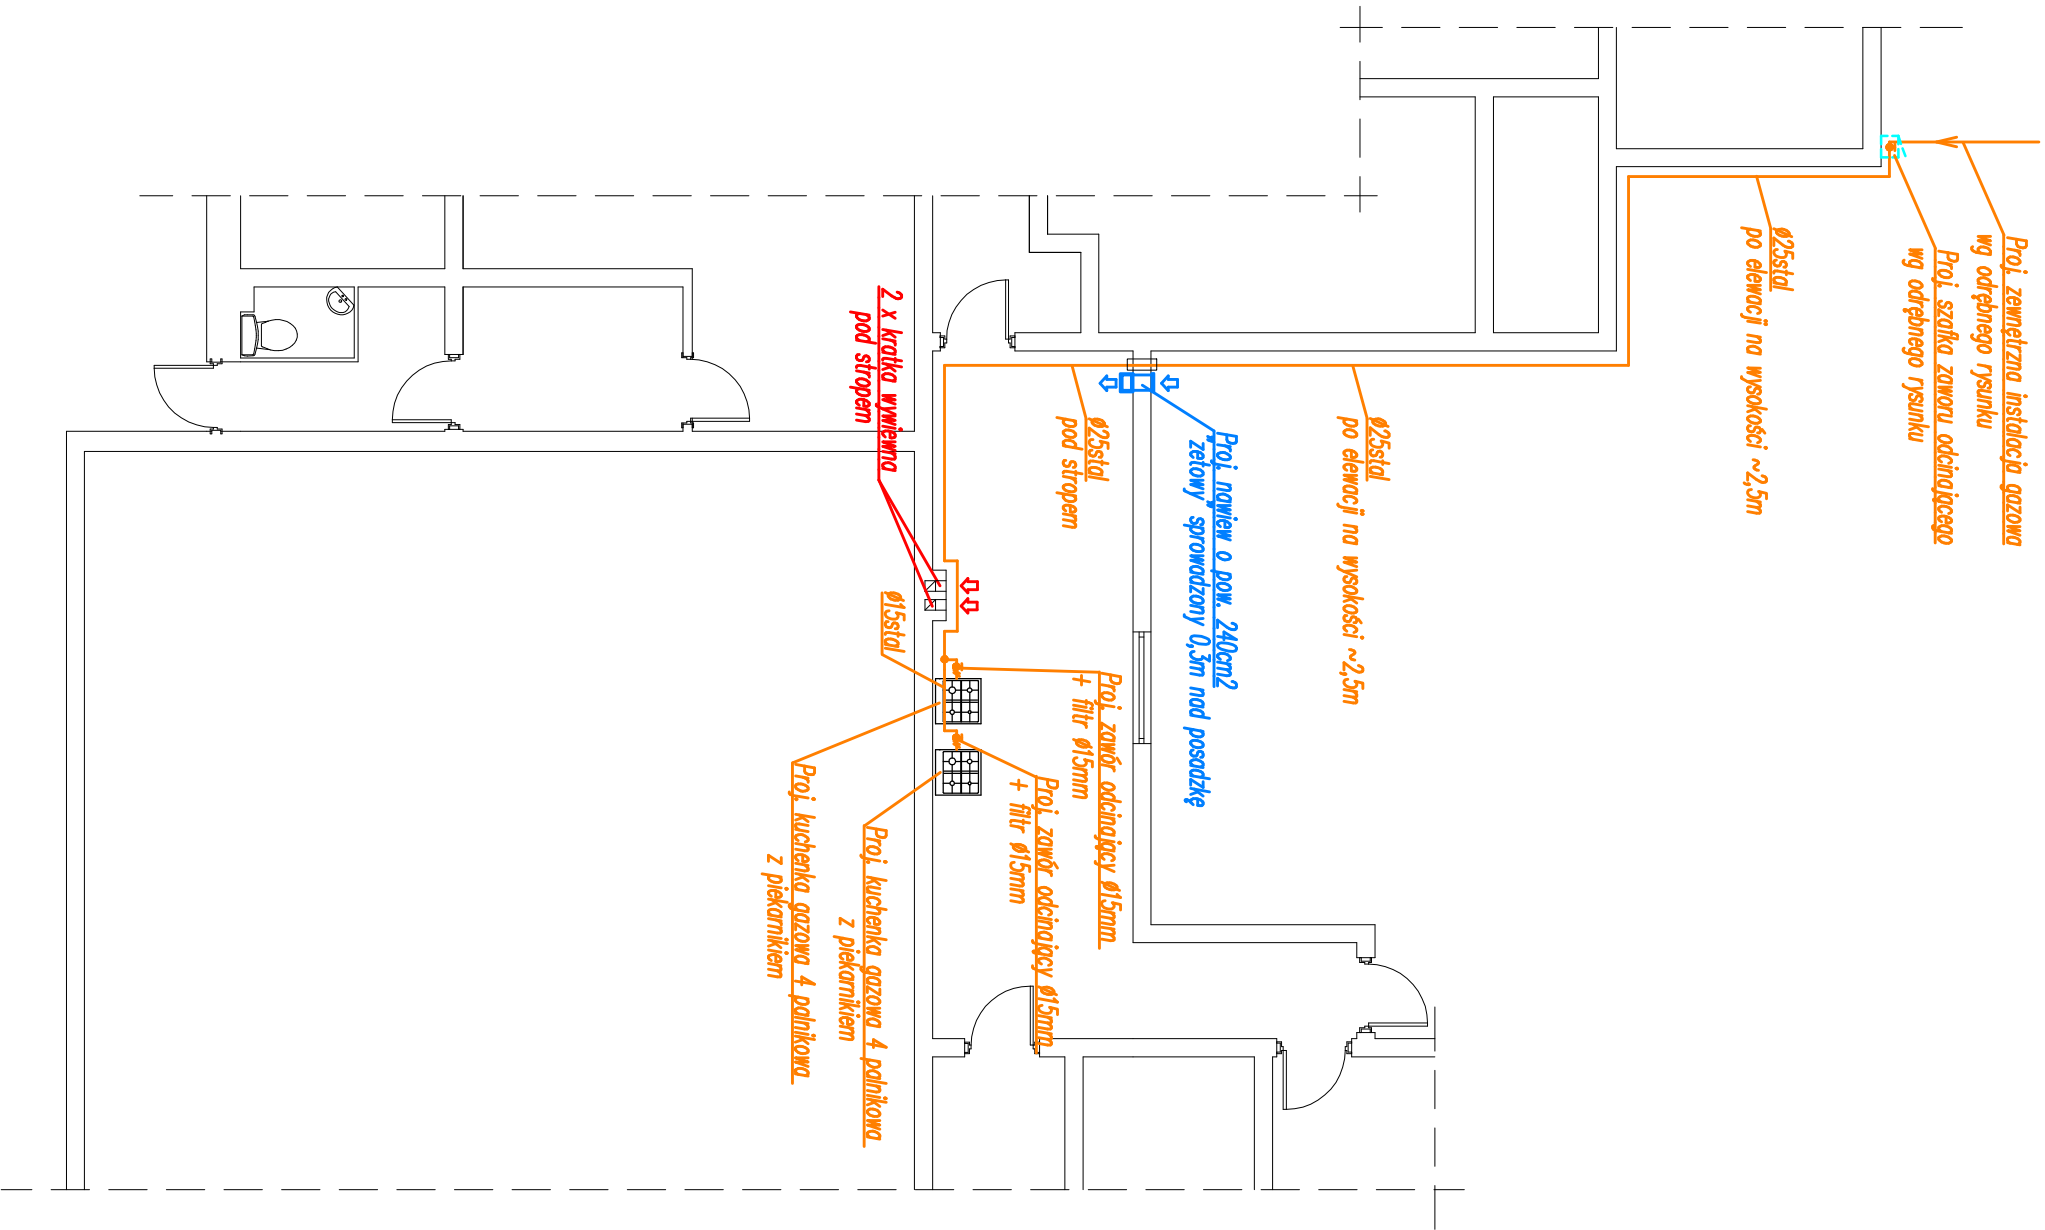 Proj. zewnętrzna instalacja gazowa
wg odrębnego rysunku
Proj. szafka zaworu odcinającego
wg odrębnego rysunku
ø25stal
po elewacji na wysokości ~2,5m
ø25stal
po elewacji na wysokości ~2,5m
Proj. nawiew o pow. 240cm2
"zetowy" sprowadzony 0,3m nad posadzkę
ø25stal
pod stropem
2 x kratka wywiewna
pod stropem
ø15stal
Proj. zawór odcinający ø15mm
+ filtr ø15mm
Proj. zawór odcinający ø15mm
+ filtr ø15mm
Proj. kuchenka gazowa 4 palnikowa
z piekarnikiem
Proj. kuchenka gazowa 4 palnikowa
z piekarnikiem